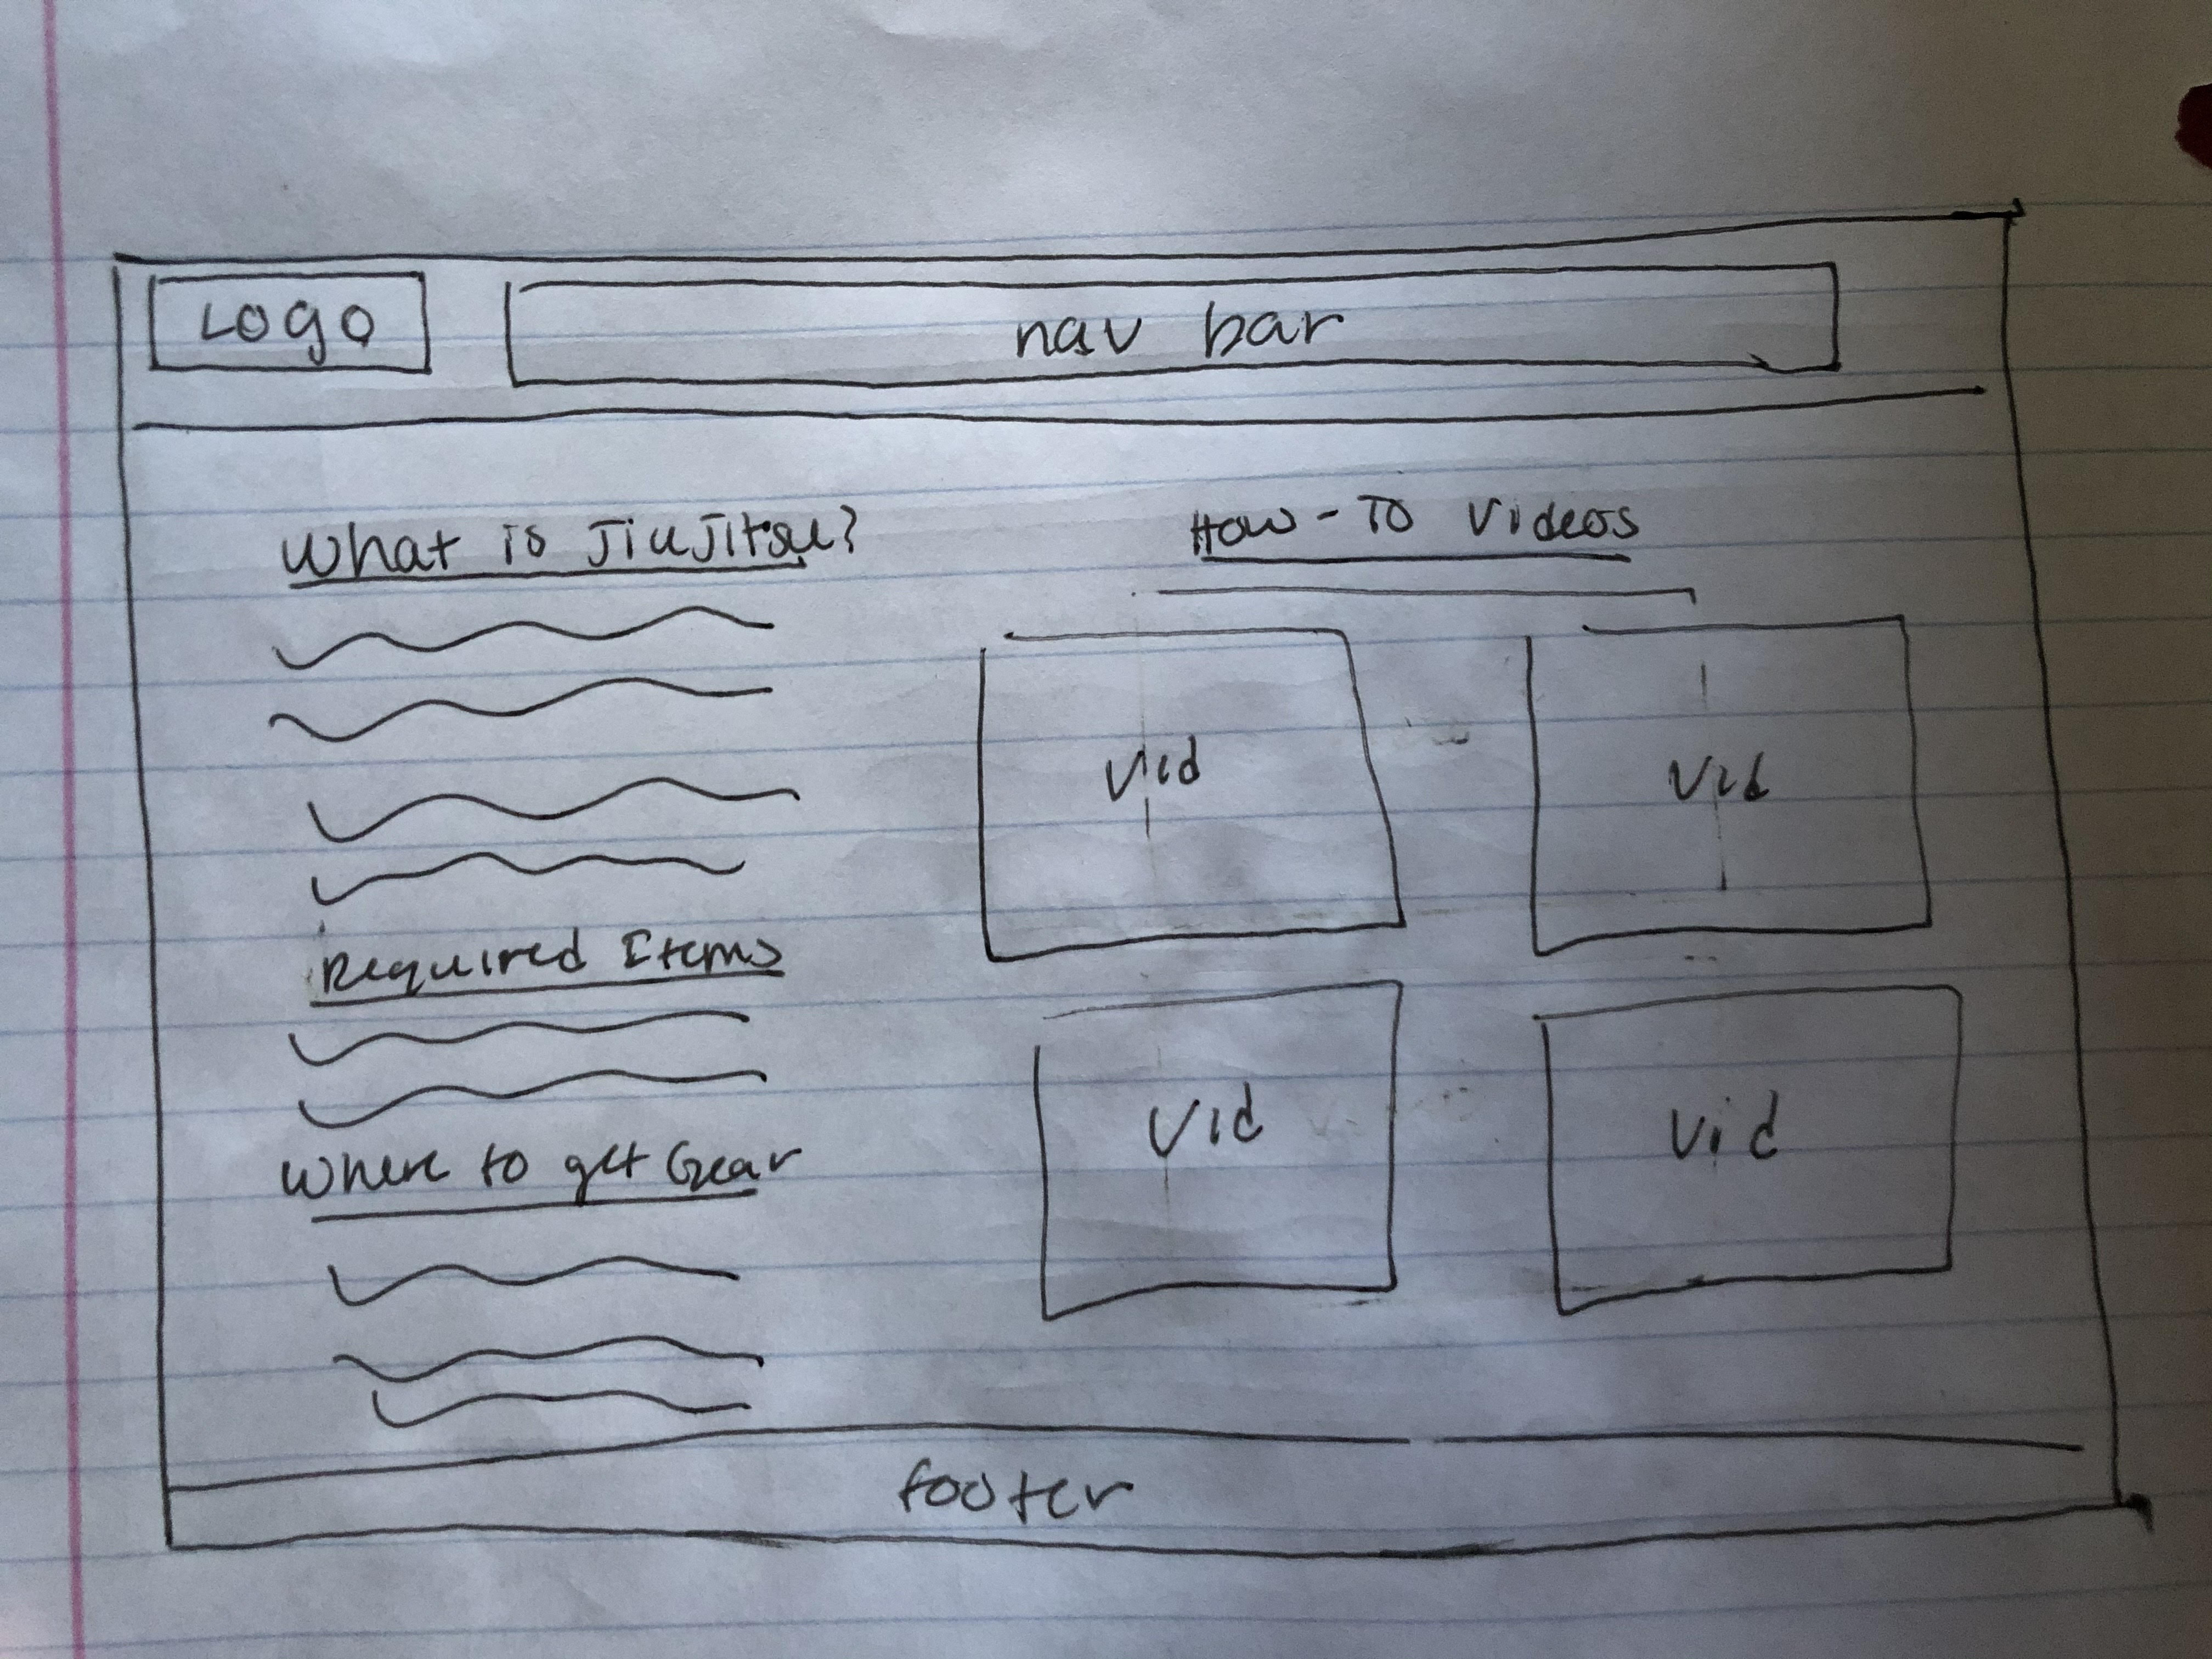 Logo
nav bar
What is JiuJitsu?
How-To Videos
Vid
Vid
Required Items
Vid
Vid
Where to get Gear
footer